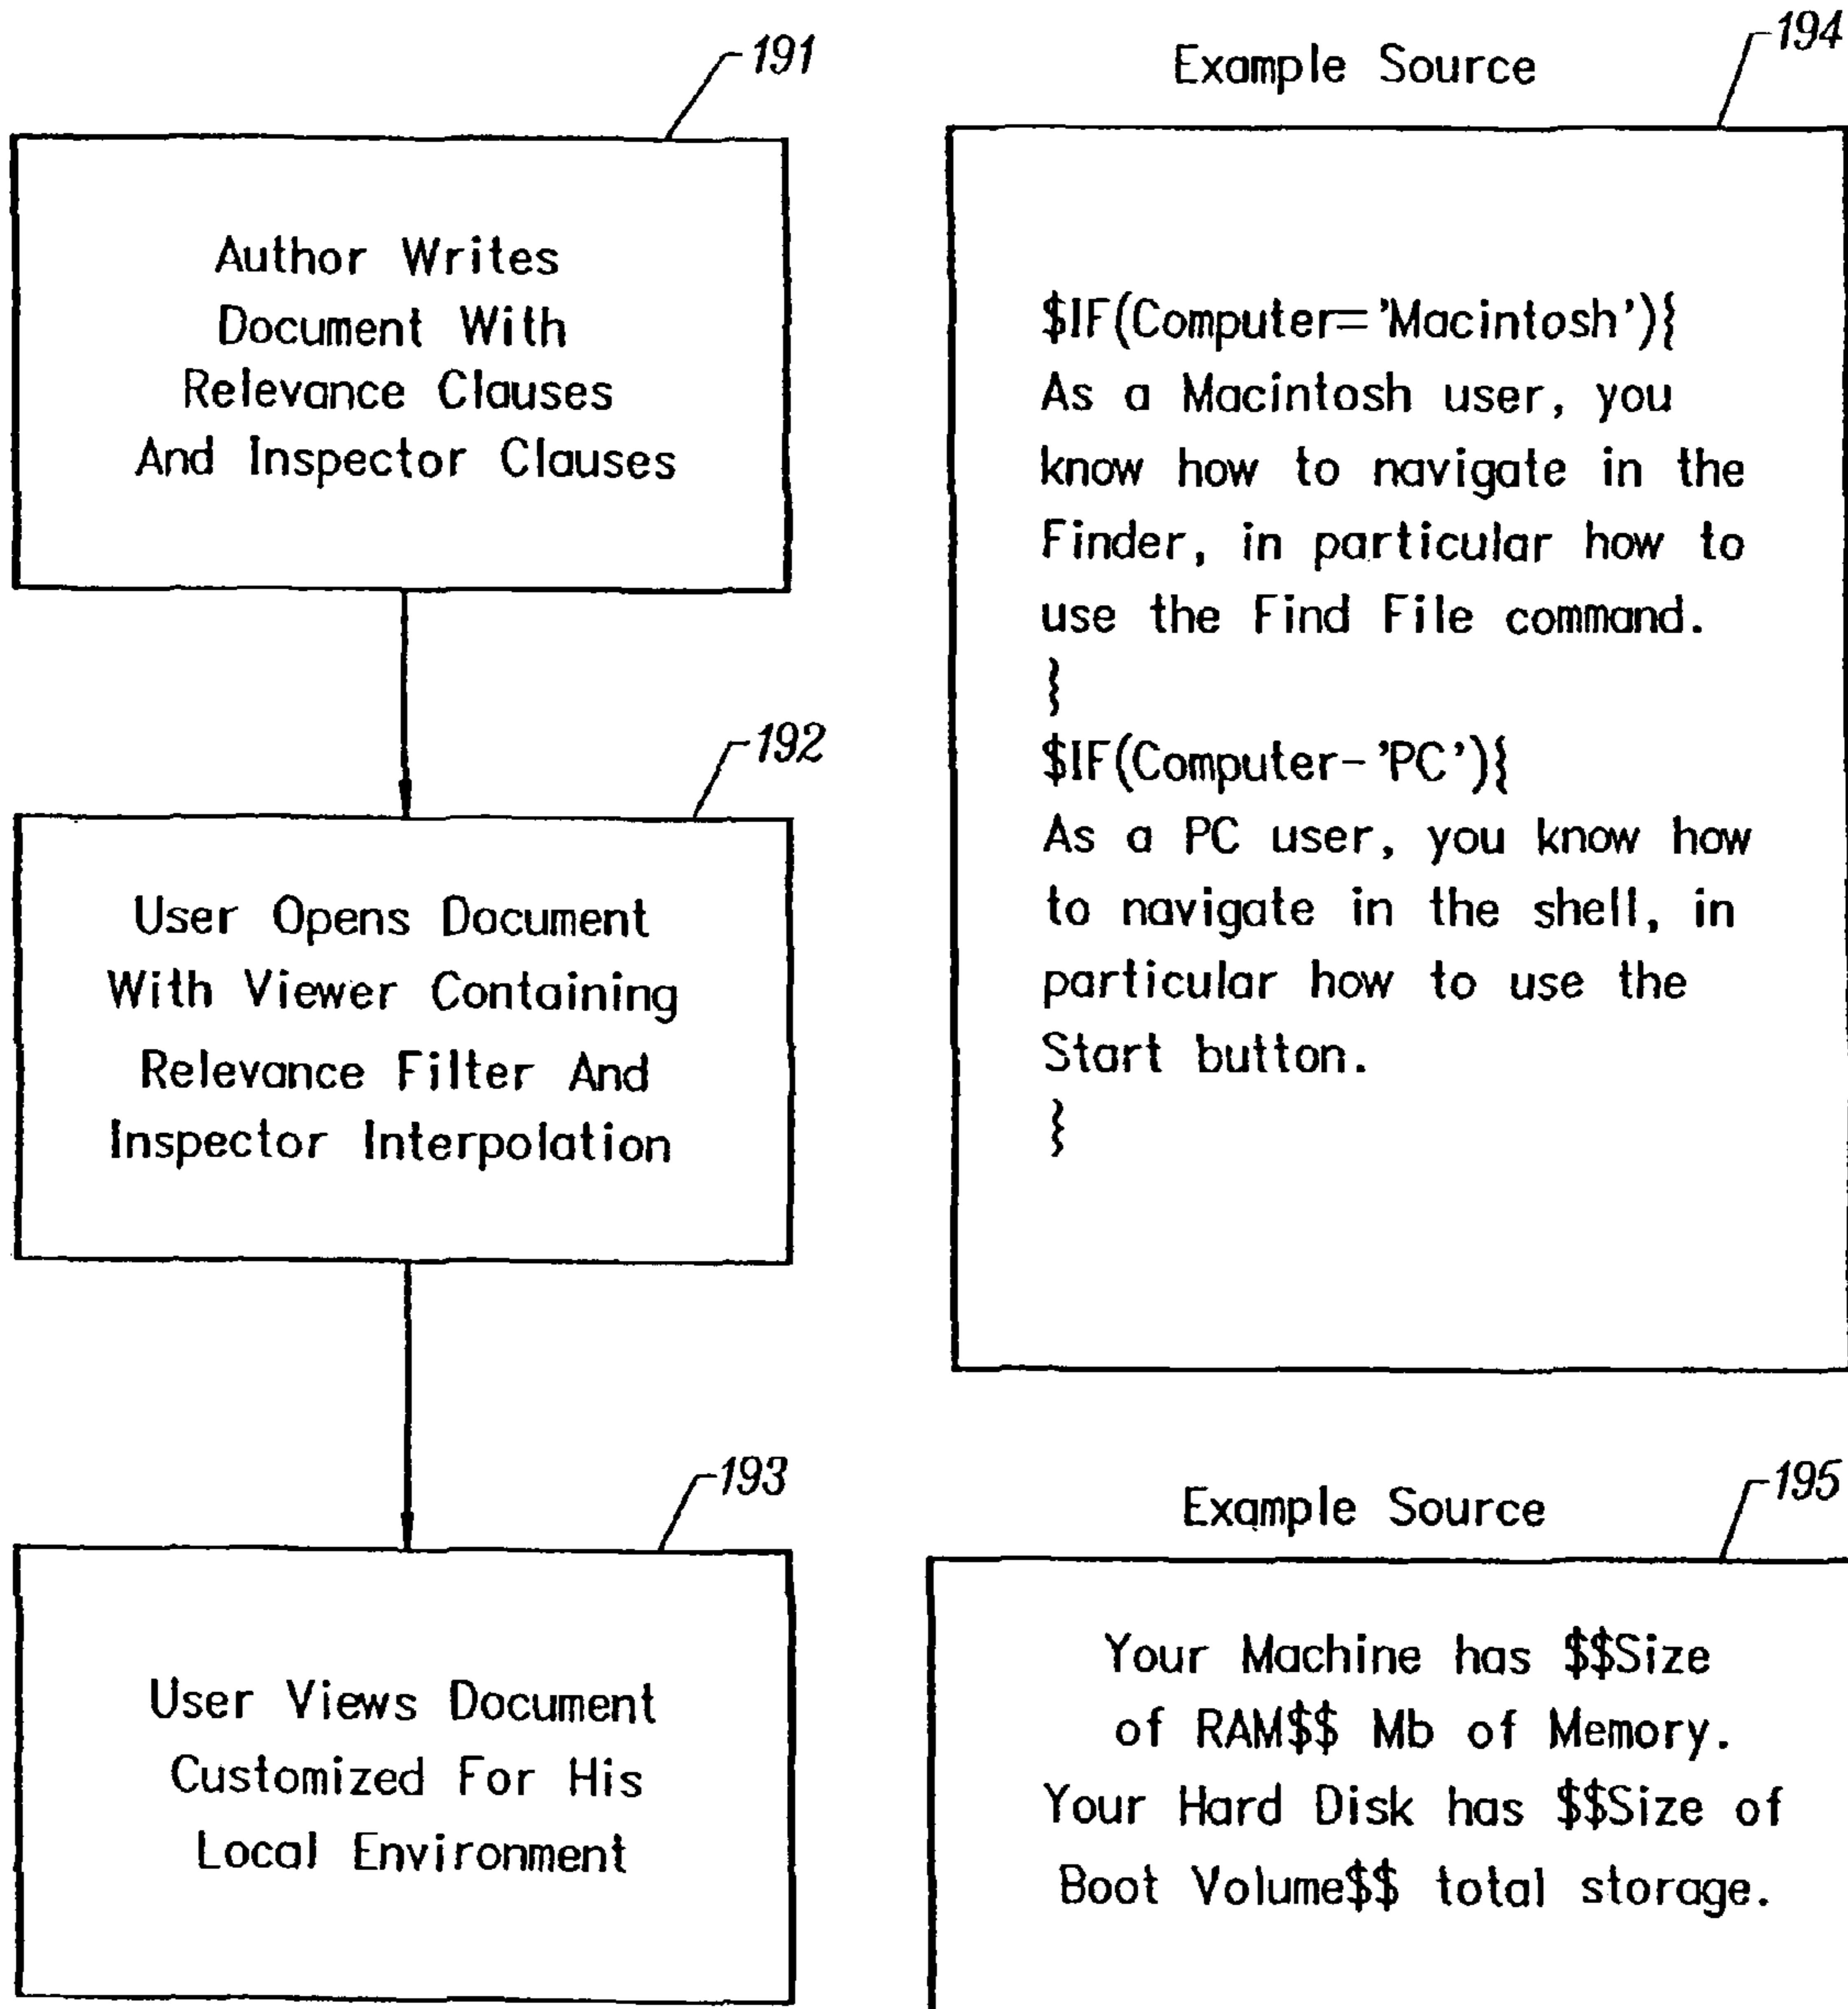 191
Author Writes
Document With
Relevance Clauses
And Inspector Clauses
192
User Opens Document
With Viewer Containing
Relevance Filter And
Inspector Interpolation
193
User Views Document
Customized For His
Local Environment
Example Source
194
$IF(Computer='Macintosh'){
As a Macintosh user, you
know how to navigate in the
Finder, in particular how to
use the Find File command.
}
$IF(Computer-'PC'){
As a PC user, you know how
to navigate in the shell, in
particular how to use the
Start button.
}
Example Source
195
Your Machine has $$Size
of RAM$$ Mb of Memory.
Your Hard Disk has $$Size of
Boot Volume$$ total storage.